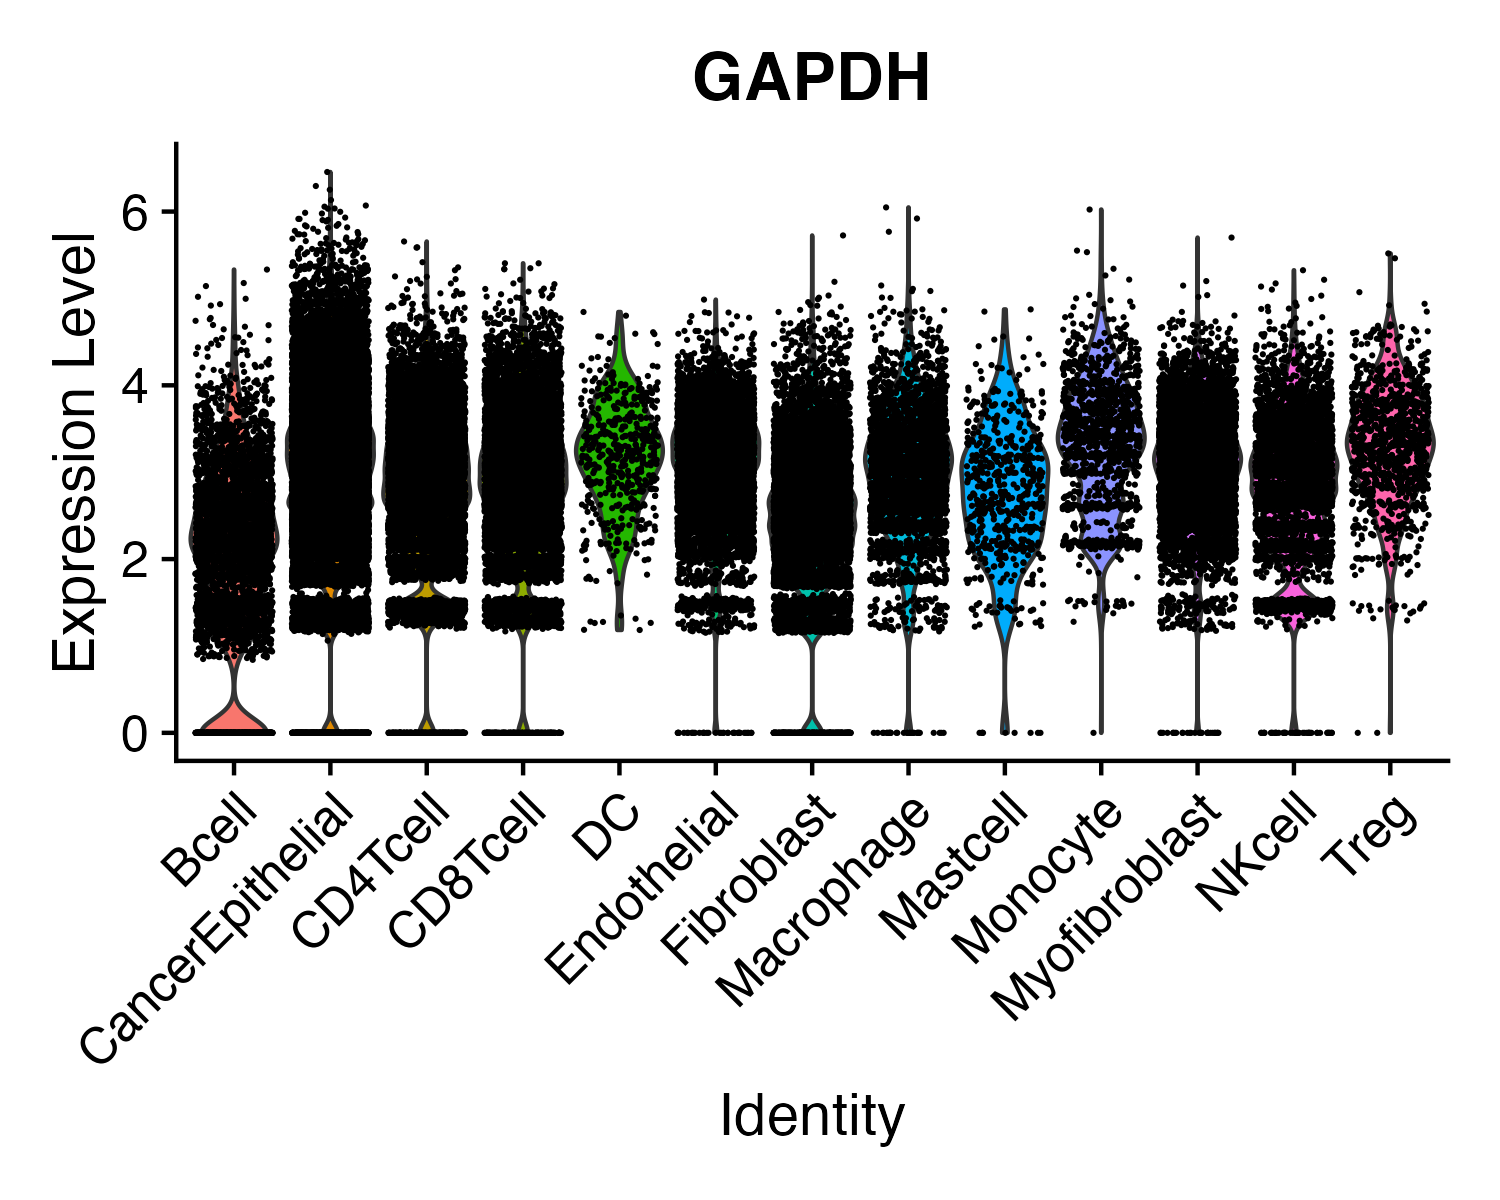 GAPDH
Expression Level
6
4
2
0
Bcell
CancerEpithelial
CD4Tcell
CD8Tcell
DC
Endothelial
Fibroblast
Macrophage
Mastcell
Monocyte
Myofibroblast
NKcell
Treg
Identity